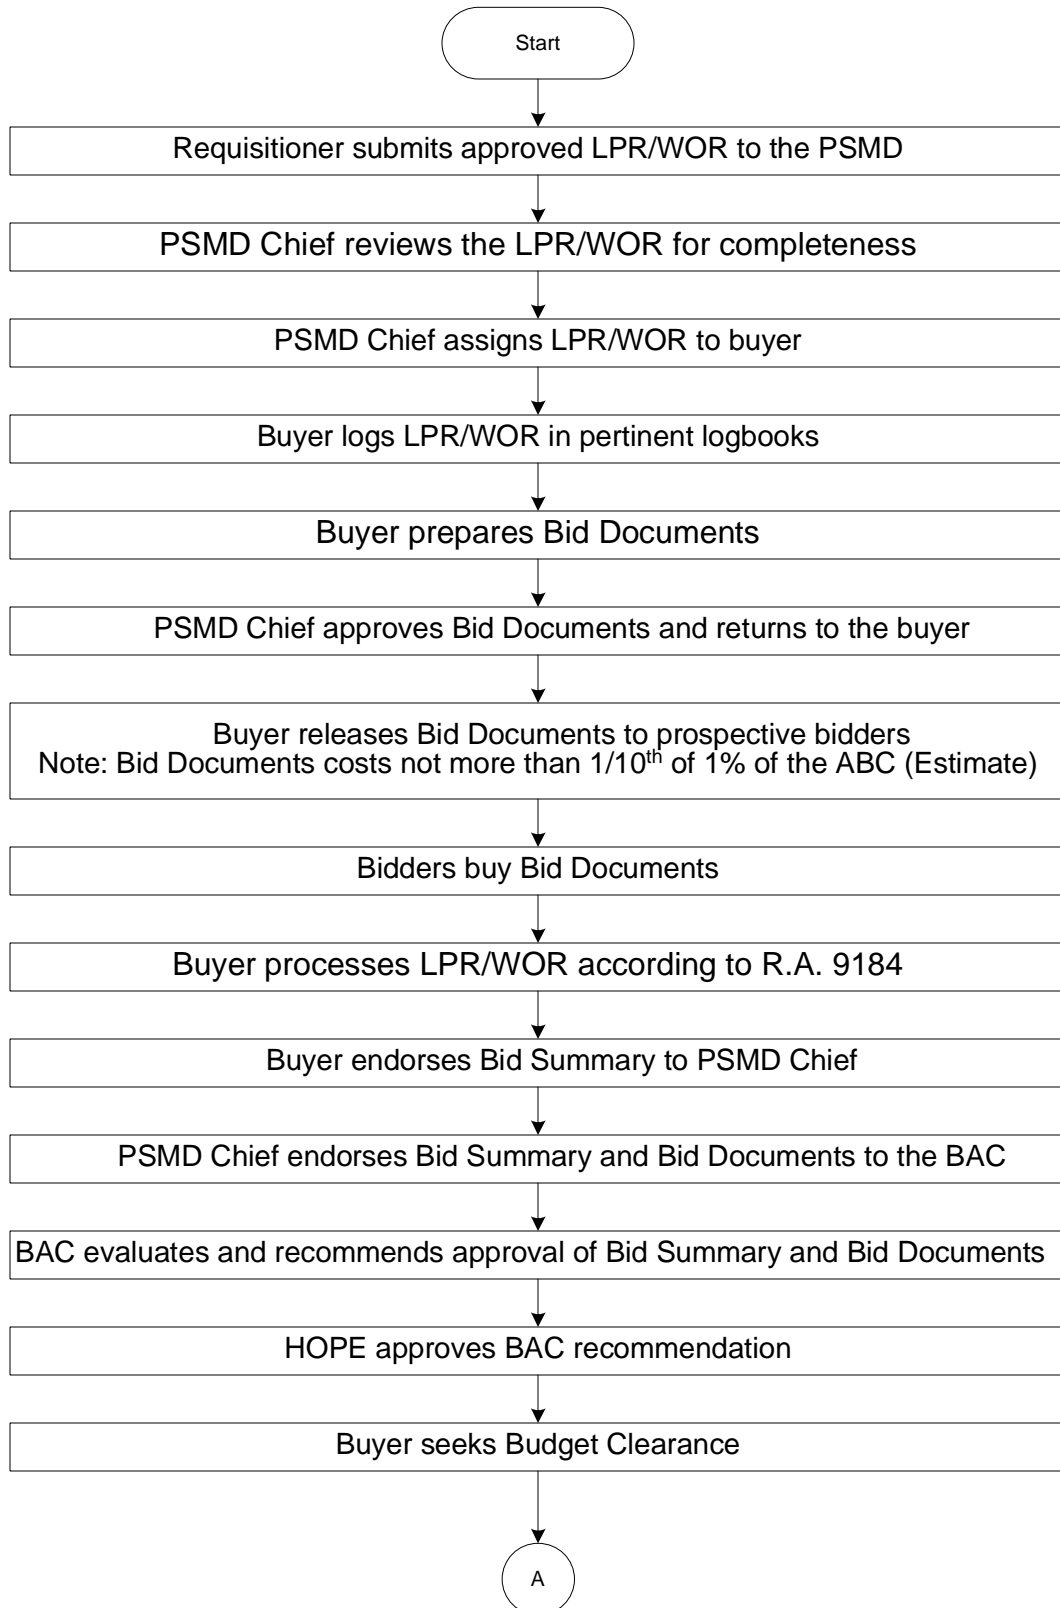 Start
Requisitioner submits approved LPR/WOR to the PSMD
PSMD Chief reviews the LPR/WOR for completeness
PSMD Chief assigns LPR/WOR to buyer
Buyer logs LPR/WOR in pertinent logbooks
Buyer prepares Bid Documents
PSMD Chief approves Bid Documents and returns to the buyer
Buyer releases Bid Documents to prospective bidders
Note: Bid Documents costs not more than 1/10th of 1% of the ABC (Estimate)
Bidders buy Bid Documents
Buyer processes LPR/WOR according to R.A. 9184
Buyer endorses Bid Summary to PSMD Chief
PSMD Chief endorses Bid Summary and Bid Documents to the BAC
BAC evaluates and recommends approval of Bid Summary and Bid Documents
HOPE approves BAC recommendation
Buyer seeks Budget Clearance
A